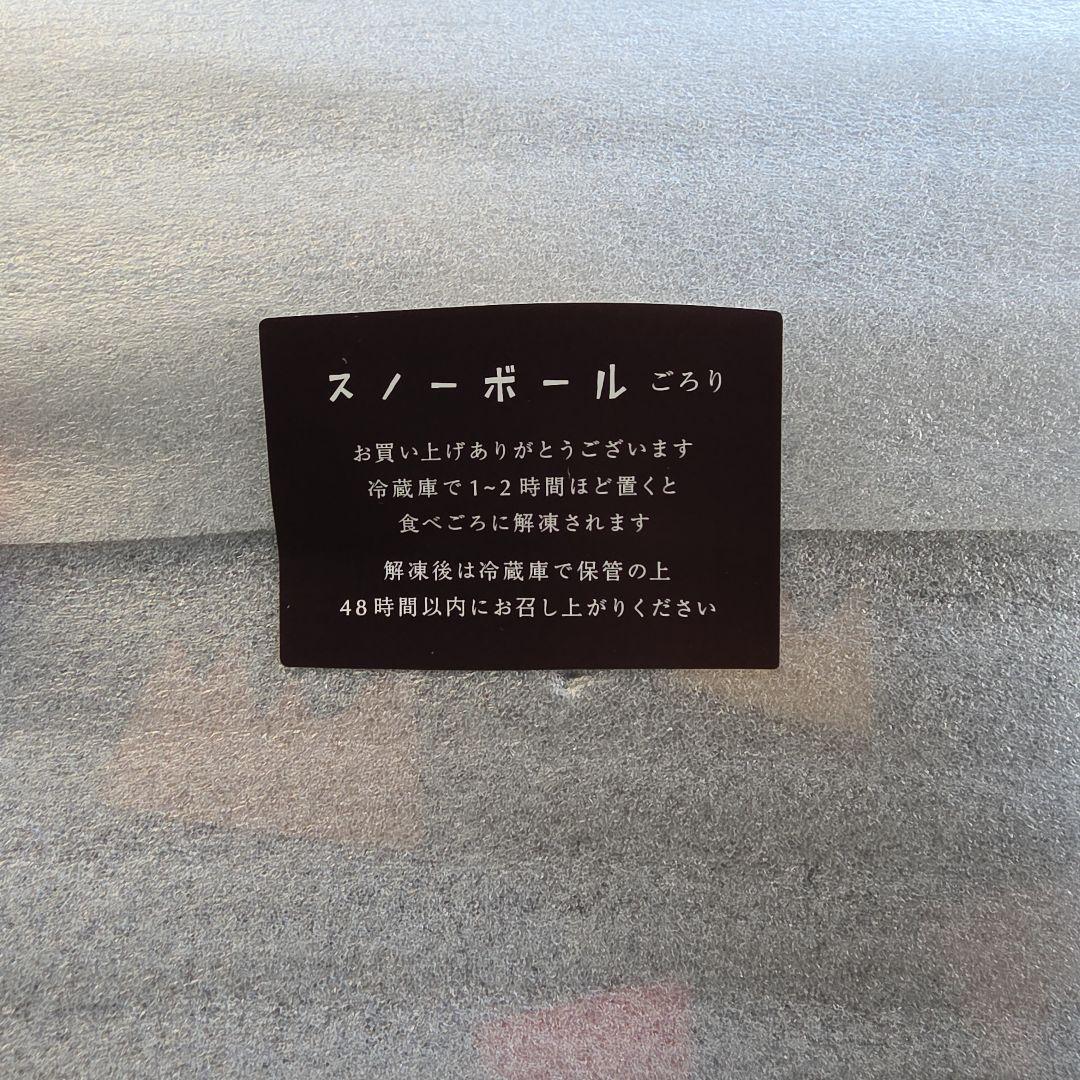 スノーボール ごろり
お買い上げありがとうございます
冷蔵庫で1~2時間ほど置くと
食べごろに解凍されます
解凍後は冷蔵庫で保管の上
48時間以内にお召し上がりください